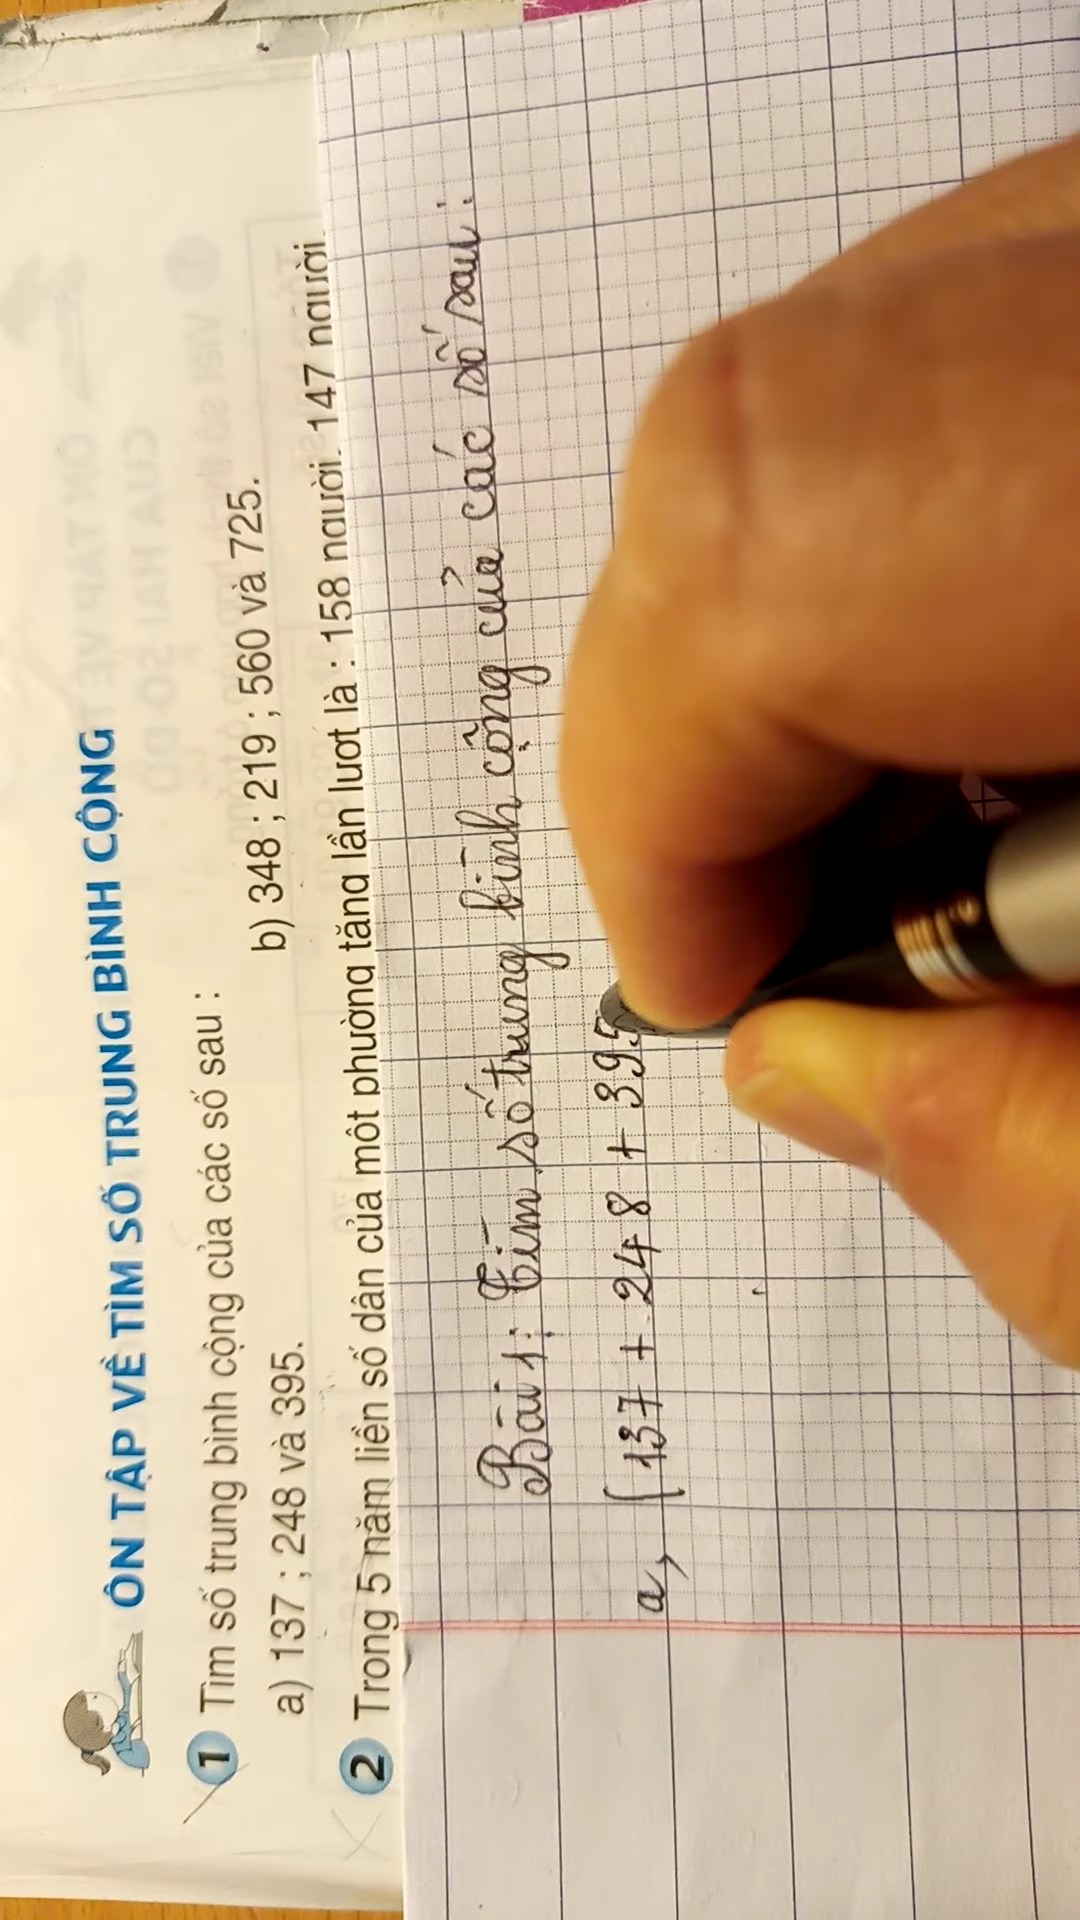 ÔN TẬP VỀ TÌM SỐ TRUNG BÌNH CỘNG
1 Tìm số trung bình cộng của các số sau :
a) 137 ; 248 và 395. b) 348 ; 219 ; 560 và 725.
2 Trong 5 năm liền số dân của một phường tăng lần lượt là : 158 người, 147 người,
Bài 1: Tìm số trung bình cộng của các số sau:
a, (137 + 248 + 395